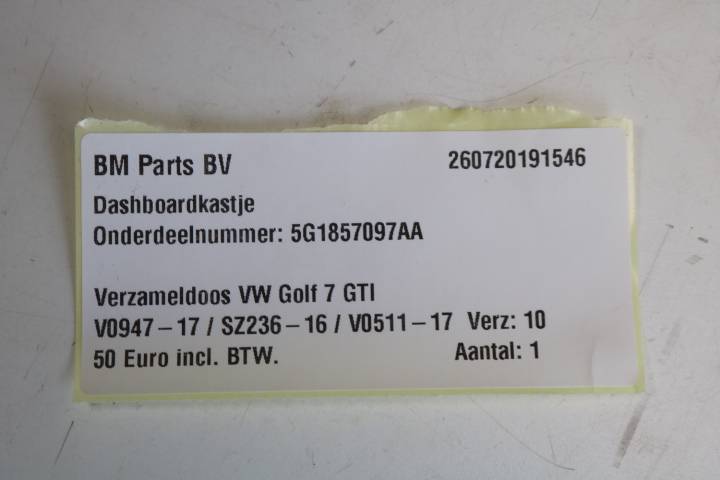 BM Parts BV 260720191546
Dashboardkastje
Onderdeelnummer: 5G1857097AA
Verzameldoos VW Golf 7 GTI
V0947-17 / SZ236-16 / V0511-17 Verz: 10
50 Euro incl. BTW. Aantal: 1